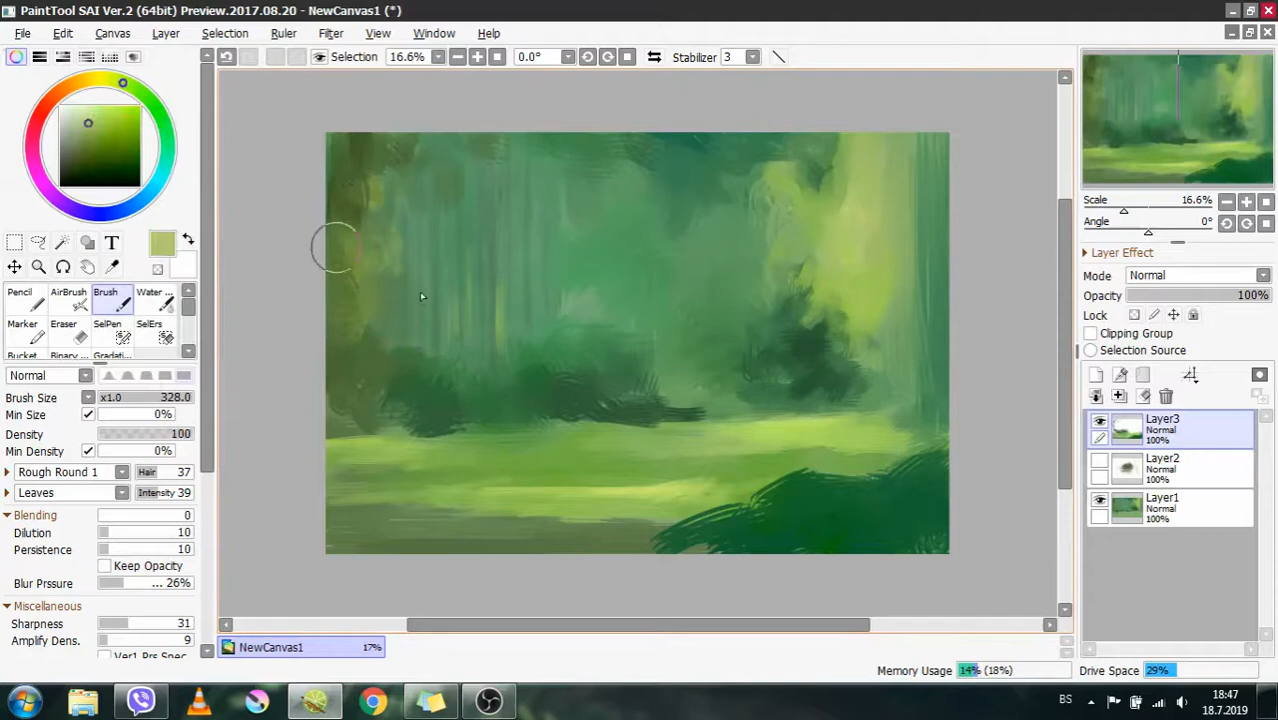 PaintTool SAI Ver.2 (64bit) Preview.2017.08.20 - NewCanvas1 (*)
File Edit Canvas Layer Selection Ruler Filter View Window Help
Selection 16.6% 0.0° Stabilizer 3
Scale 16.6%
Angle 0°
Layer Effect
Mode Normal
Opacity 100%
Lock
Clipping Group
Selection Source
T
Pencil AirBrush Brush Water ...
Marker Eraser SelPen SelErs
Bucket Binary ... Gradati...
Normal
Brush Size x1.0 328.0
Min Size 0%
Density 100
Min Density 0%
Rough Round 1 Hair 37
Leaves Intensity 39
Blending 0
Dilution 10
Persistence 10
Keep Opacity
Blur Prssure ... 26%
Miscellaneous
Sharpness 31
Amplify Dens. 9
Ver1 Prs Spec
Layer3
Normal
100%
Layer2
Normal
100%
Layer1
Normal
100%
NewCanvas1 17%
Memory Usage 14% (18%) Drive Space 29%
BS 18:47
18.7.2019